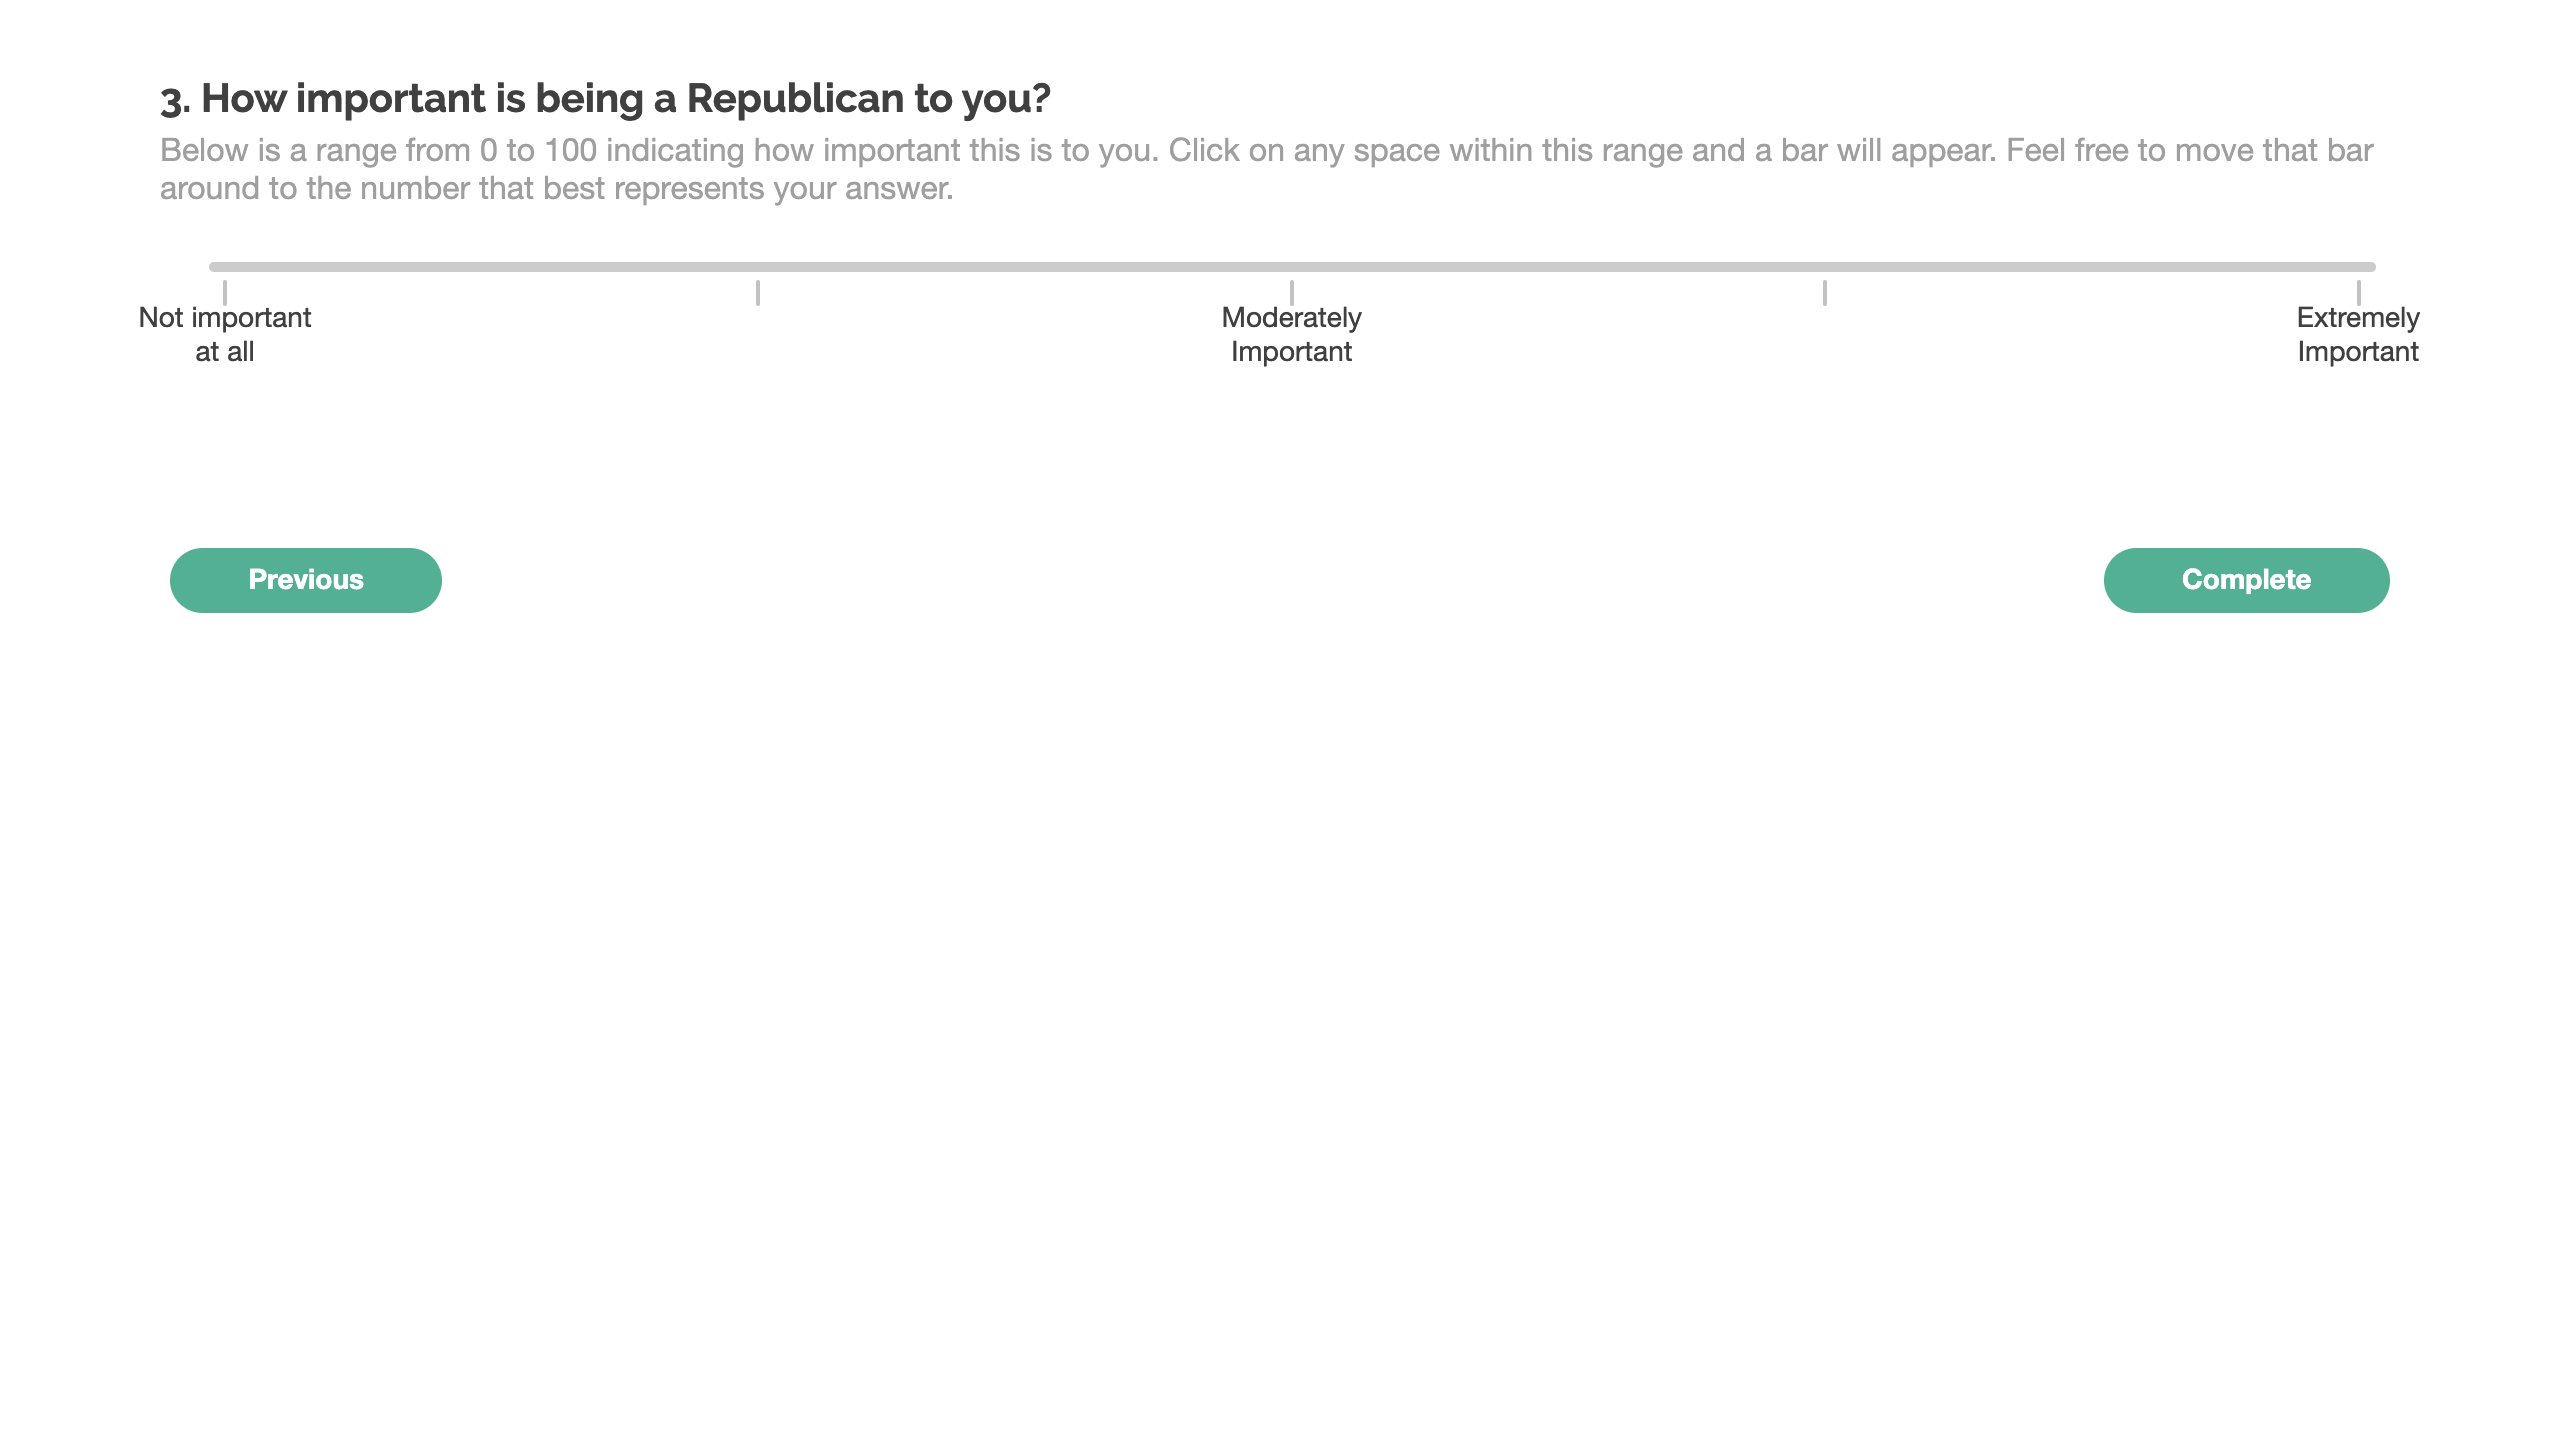 3. How important is being a Republican to you?
Below is a range from 0 to 100 indicating how important this is to you. Click on any space within this range and a bar will appear. Feel free to move that bar
around to the number that best represents your answer.
Not important
at all
Moderately
Important
Extremely
Important
Previous
Complete